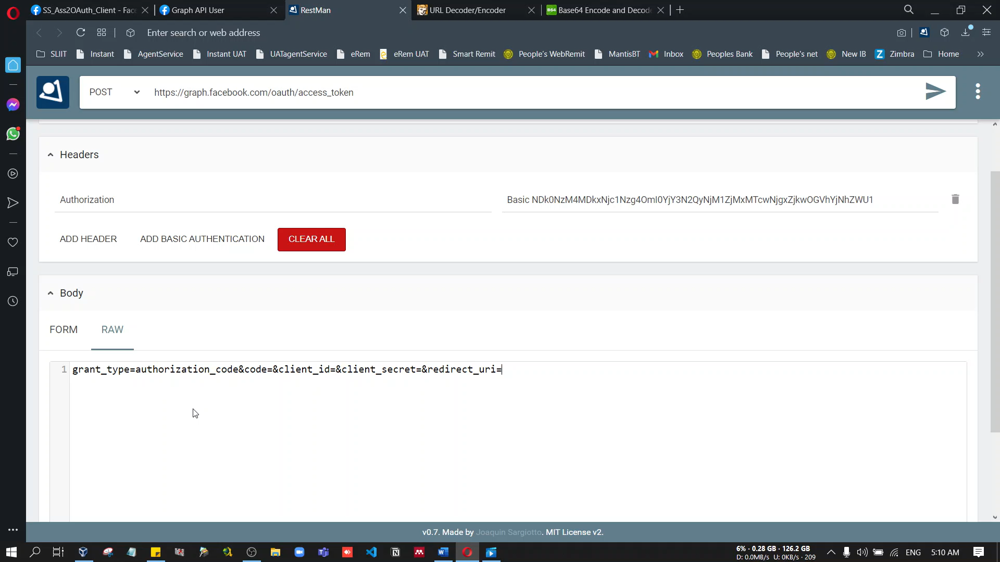 SS_Ass2OAuth_Client - Fac
Graph API User
RestMan
URL Decoder/Encoder
B64 Base64 Encode and Decod
Enter search or web address
SLIIT
Instant
AgentService
Instant UAT
UATagentService
eRem
eRem UAT
Smart Remit
People's WebRemit
MantisBT
Inbox
Peoples Bank
People's net
New IB
Z Zimbra
Home
POST
https://graph.facebook.com/oauth/access_token
Headers
Authorization
Basic NDk0NzM4MDkxNjc1Nzg4OmI0YjY3N2QyNjM1ZjMxMTcwNjgxZjkwOGVhYjNhZWU1
ADD HEADER
ADD BASIC AUTHENTICATION
CLEAR ALL
Body
FORM
RAW
1 grant_type=authorization_code&code=&client_id=&client_secret=&redirect_uri=
v0.7. Made by Joaquin Sargiotto. MIT License v2.
6% · 0.28 GB · 126.2 GB
D: 0.0MB/s U: 0KB/s · 209
ENG
5:10 AM